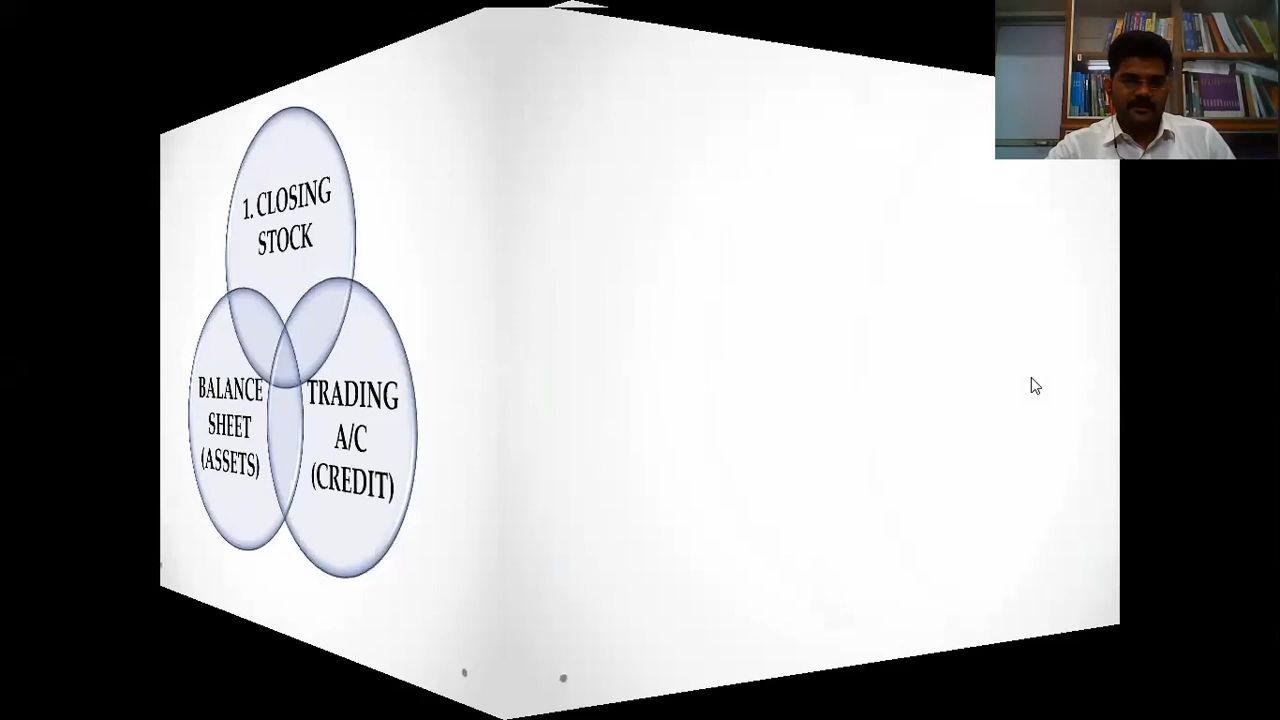 1. CLOSING
STOCK
BALANCE
SHEET
(ASSETS)
TRADING
A/C
(CREDIT)